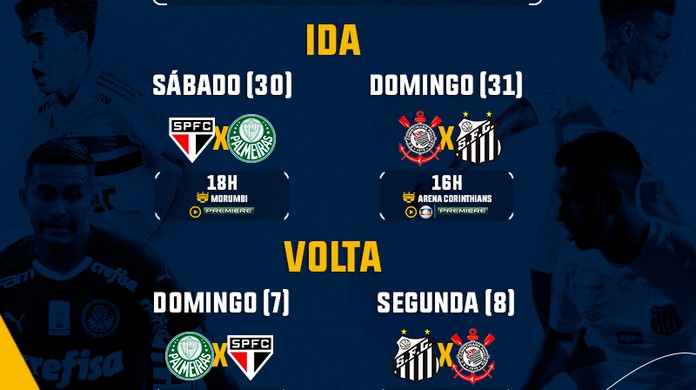 IDA
SÁBADO (30)
DOMINGO (31)
SPFC X PALMEIRAS
X S.F.C.
18H
MORUMBI
PREMIERE
16H
ARENA CORINTHIANS
PREMIERE
VOLTA
DOMINGO (7)
SEGUNDA (8)
PALMEIRAS X SPFC
S.F.C. X
crefisa
crefisa